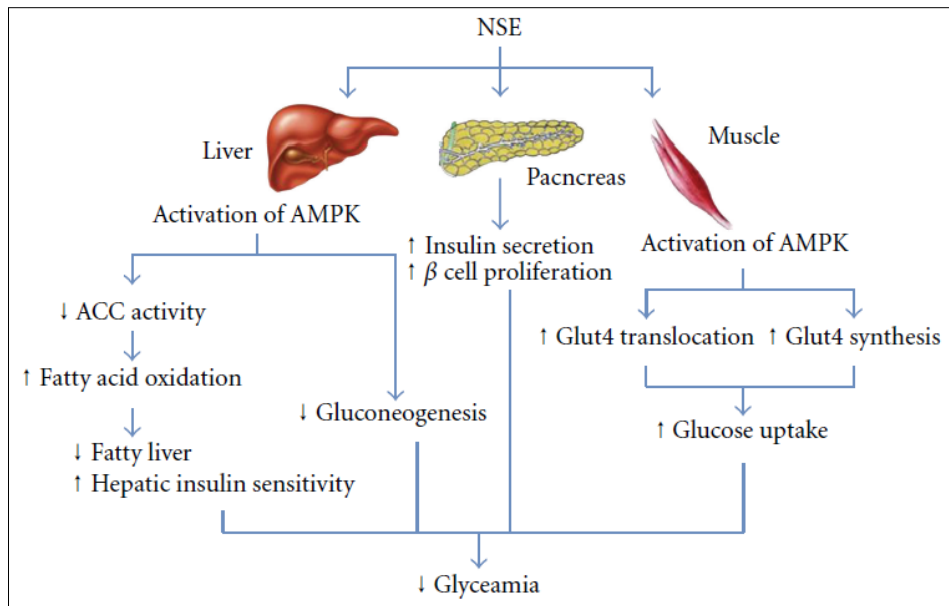 NSE
Liver
Pacncreas
Muscle
Activation of AMPK
↑ Insulin secretion
↑ β cell proliferation
Activation of AMPK
↓ ACC activity
↑ Glut4 translocation
↑ Glut4 synthesis
↑ Fatty acid oxidation
↓ Gluconeogenesis
↑ Glucose uptake
↓ Fatty liver
↑ Hepatic insulin sensitivity
↓ Glyceamia